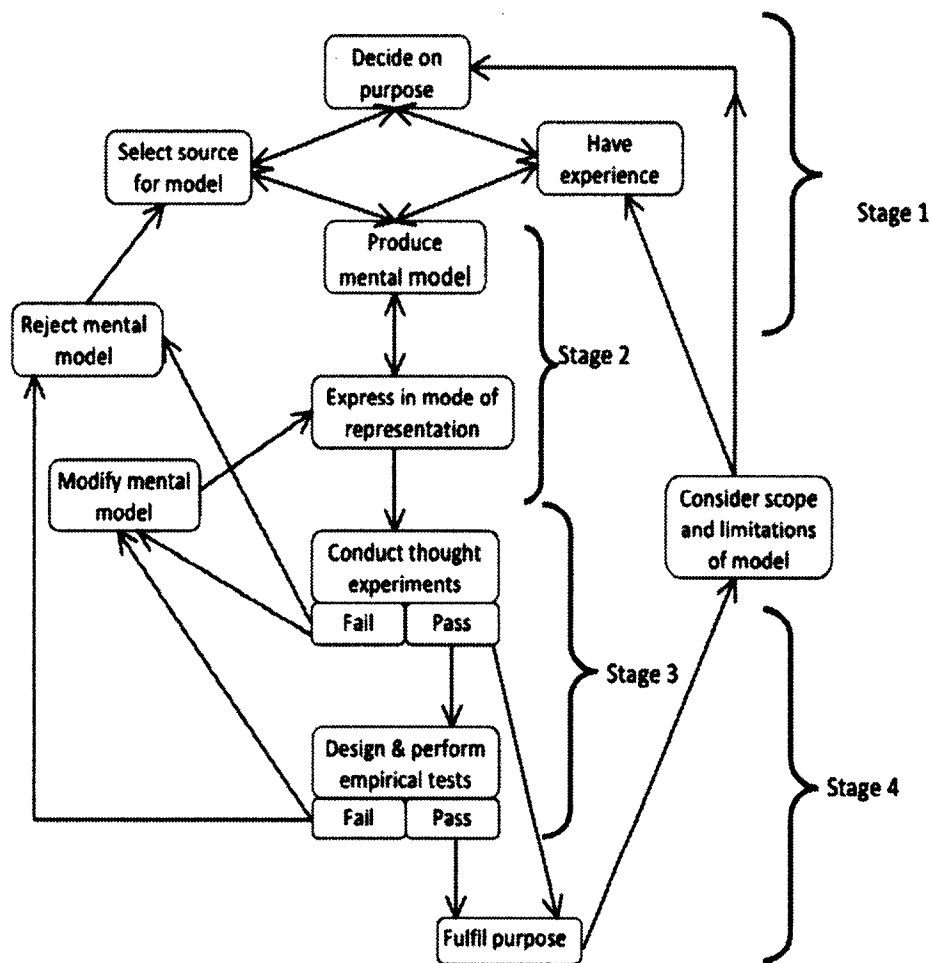 Decide on
purpose
Select source
for model
Have
experience
Stage 1
Produce
mental model
Reject mental
model
Stage 2
Express in mode of
representation
Modify mental
model
Consider scope
and limitations
of model
Conduct thought
experiments
Fail
Pass
Stage 3
Design & perform
empirical tests
Fail
Pass
Stage 4
Fulfil purpose